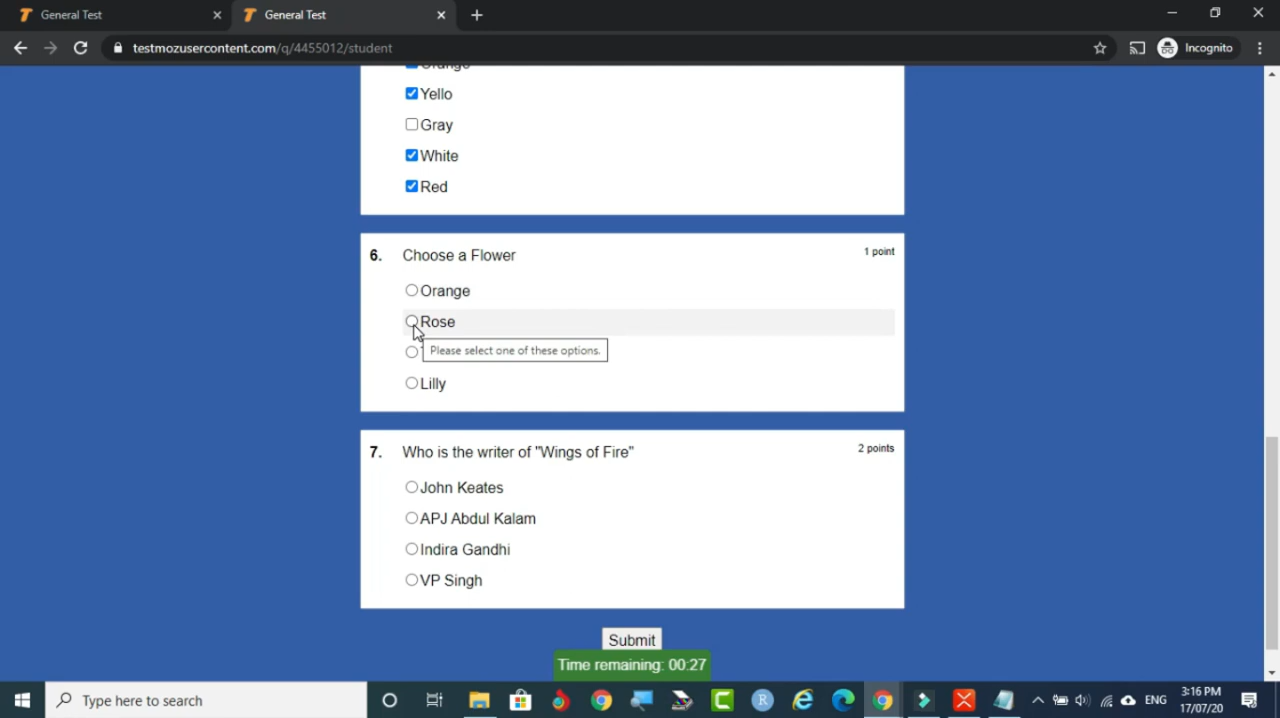 General Test
General Test
testmozusercontent.com/q/4455012/student
Incognito
Orange
Yello
Gray
White
Red
6. Choose a Flower
1 point
Orange
Rose
Please select one of these options.
Lilly
7. Who is the writer of "Wings of Fire"
2 points
John Keates
APJ Abdul Kalam
Indira Gandhi
VP Singh
Submit
Time remaining: 00:27
Type here to search
ENG
3:16 PM
17/07/20